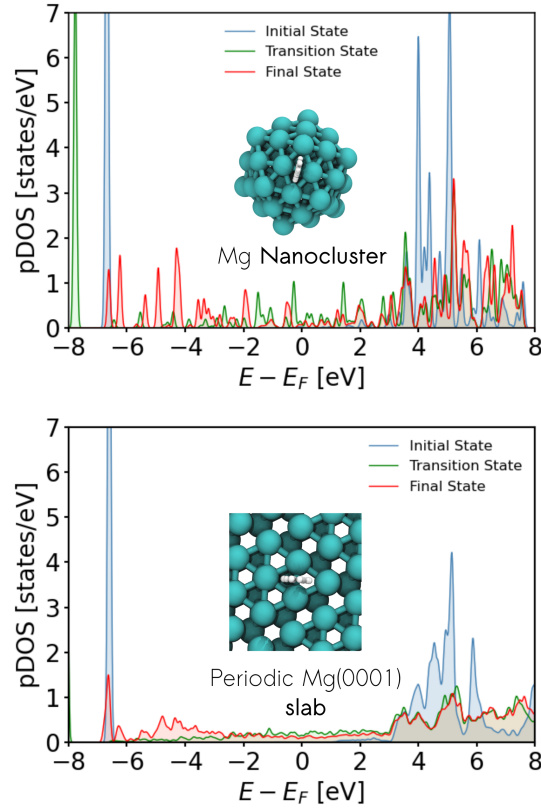 7
6
5
4
3
2
1
0
pDOS [states/eV]
Initial State
Transition State
Final State
Mg Nanocluster
−8 −6 −4 −2 0 2 4 6 8
E − E_F [eV]
7
6
5
4
3
2
1
0
pDOS [states/eV]
Initial State
Transition State
Final State
Periodic Mg(0001)
slab
−8 −6 −4 −2 0 2 4 6 8
E − E_F [eV]